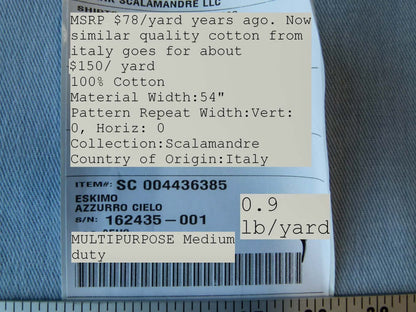 SCALAMANDRE LLC
MSRP $78/yard years ago. Now
similar quality cotton from
italy goes for about
$150/ yard
100% Cotton
Material Width:54"
Pattern Repeat Width:Vert:
0, Horiz: 0
Collection:Scalamandre
Country of Origin:Italy
ITEM#: SC 004436385
ESKIMO
AZZURRO CIELO
S/N: 162435-001
0.9
lb/yard
MULTIPURPOSE Medium
duty